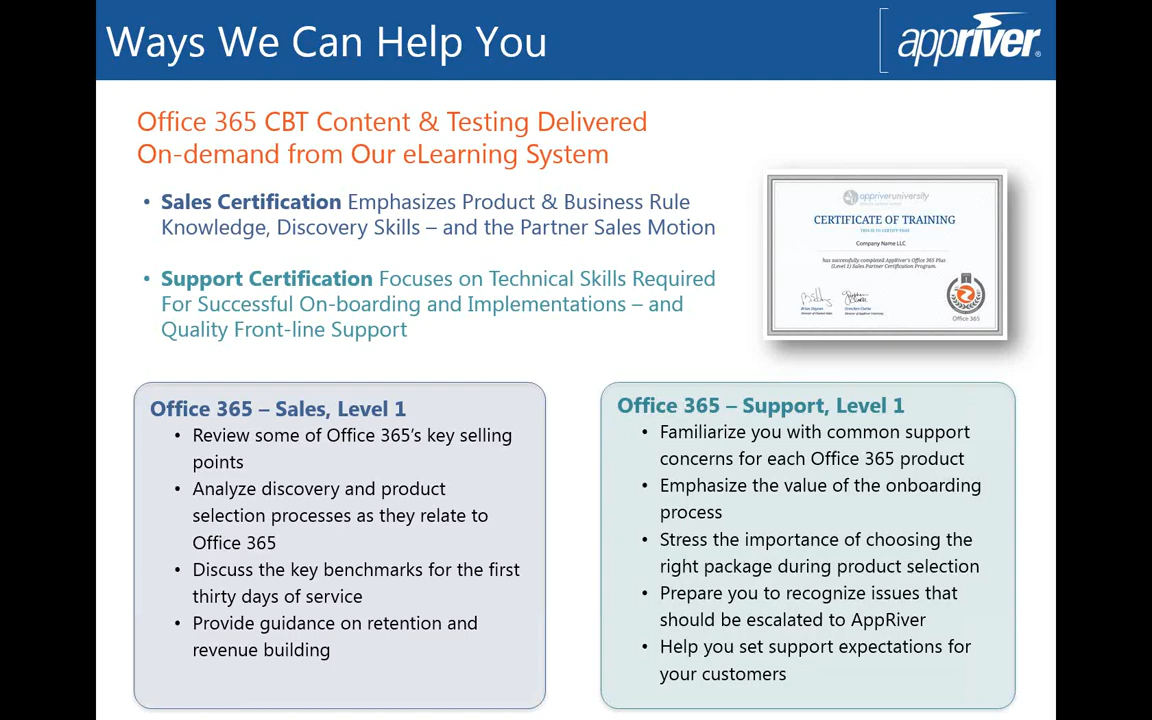 Ways We Can Help You
appriver
Office 365 CBT Content & Testing Delivered
On-demand from Our eLearning System
• Sales Certification Emphasizes Product & Business Rule
Knowledge, Discovery Skills – and the Partner Sales Motion
• Support Certification Focuses on Technical Skills Required
For Successful On-boarding and Implementations – and
Quality Front-line Support
appriveruniversity
CERTIFICATE OF TRAINING
THIS IS TO CERTIFY THAT
Company Name LLC
has successfully completed AppRiver's Office 365 Plus
(Level 1) Sales Partner Certification Program.
Office 365
Office 365 – Sales, Level 1
• Review some of Office 365's key selling
points
• Analyze discovery and product
selection processes as they relate to
Office 365
• Discuss the key benchmarks for the first
thirty days of service
• Provide guidance on retention and
revenue building
Office 365 – Support, Level 1
• Familiarize you with common support
concerns for each Office 365 product
• Emphasize the value of the onboarding
process
• Stress the importance of choosing the
right package during product selection
• Prepare you to recognize issues that
should be escalated to AppRiver
• Help you set support expectations for
your customers